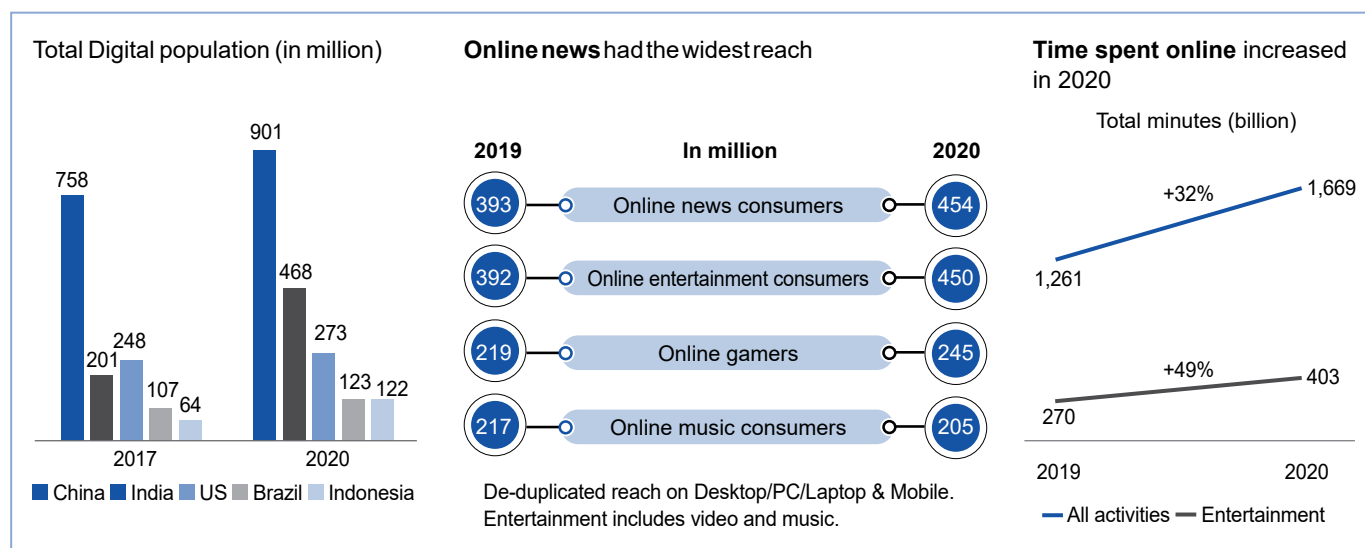 Total Digital population (in million)
758
201
248
107
64
901
468
273
123
122
2017
2020
China India US Brazil Indonesia
Online news had the widest reach
2019 In million 2020
393 Online news consumers 454
392 Online entertainment consumers 450
219 Online gamers 245
217 Online music consumers 205
De-duplicated reach on Desktop/PC/Laptop & Mobile.
Entertainment includes video and music.
Time spent online increased
in 2020
Total minutes (billion)
+32%
1,669
1,261
+49%
403
270
2019 2020
All activities Entertainment